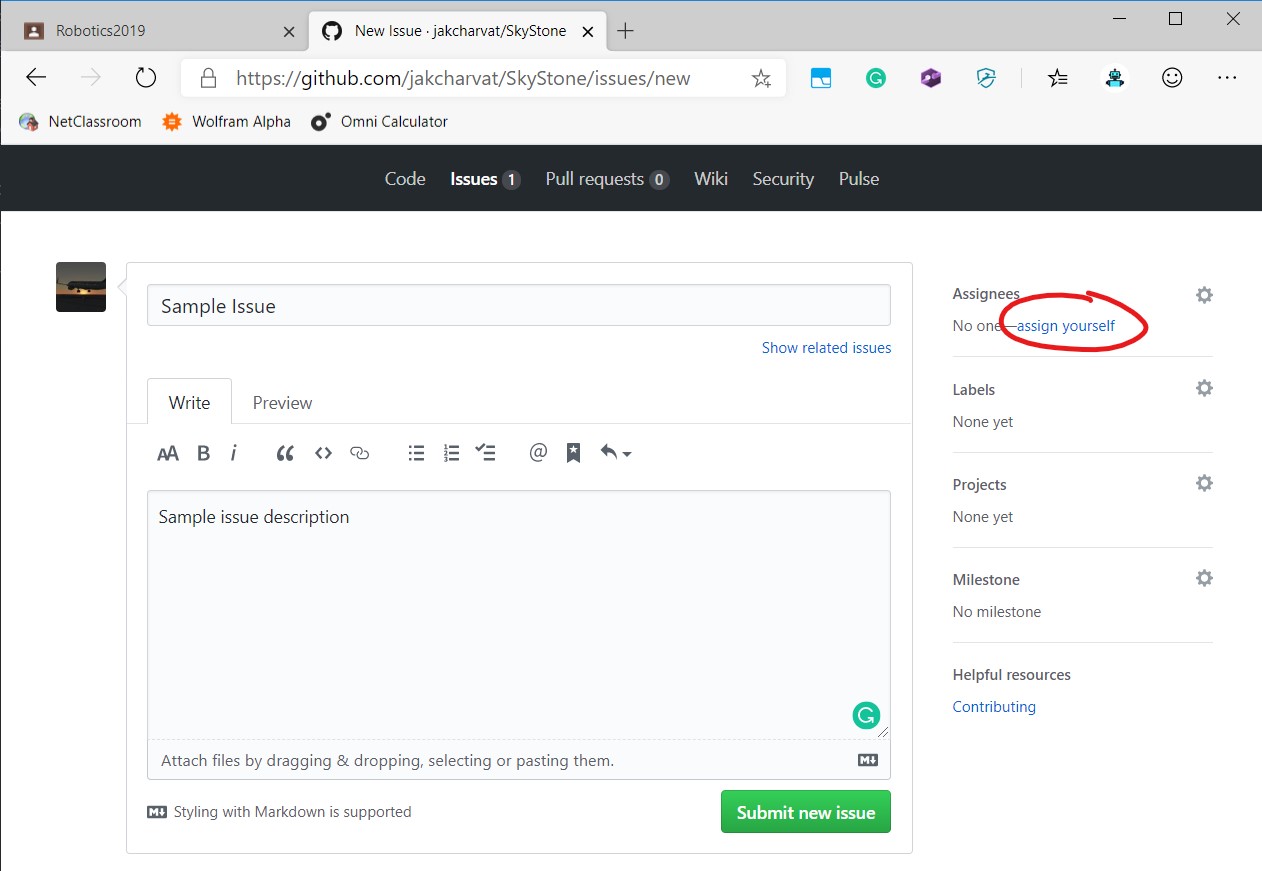 Robotics2019
New Issue · jakcharvat/SkyStone
https://github.com/jakcharvat/SkyStone/issues/new
NetClassroom Wolfram Alpha Omni Calculator
Code Issues 1 Pull requests 0 Wiki Security Pulse
Sample Issue
Show related issues
Write Preview
AA B i
@
Sample issue description
Attach files by dragging & dropping, selecting or pasting them.
M
Styling with Markdown is supported
Submit new issue
Assignees
No one—assign yourself
Labels
None yet
Projects
None yet
Milestone
No milestone
Helpful resources
Contributing